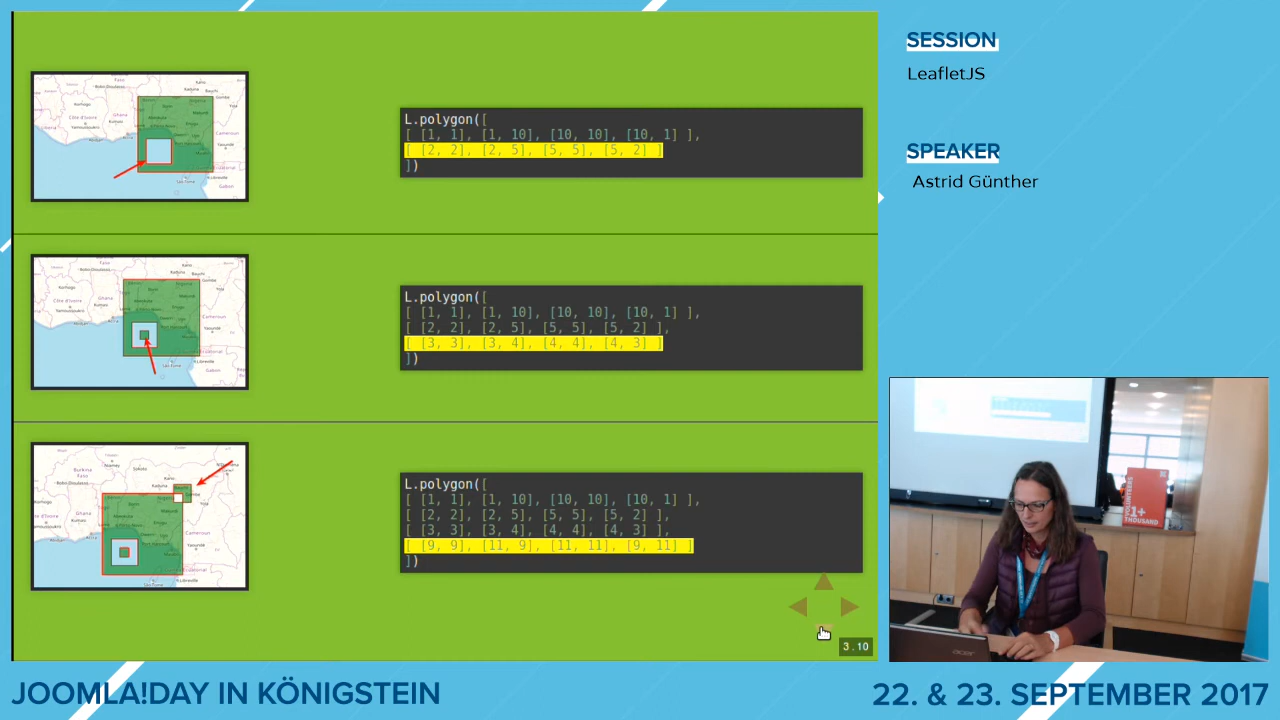 L.polygon([
[ [1, 1], [1, 10], [10, 10], [10, 1] ],
[ [2, 2], [2, 5], [5, 5], [5, 2] ]
])
L.polygon([
[ [1, 1], [1, 10], [10, 10], [10, 1] ],
[ [2, 2], [2, 5], [5, 5], [5, 2] ],
[ [3, 3], [3, 4], [4, 4], [4, 3] ]
])
L.polygon([
[ [1, 1], [1, 10], [10, 10], [10, 1] ],
[ [2, 2], [2, 5], [5, 5], [5, 2] ],
[ [3, 3], [3, 4], [4, 4], [4, 3] ],
[ [9, 9], [11, 9], [11, 11], [9, 11] ]
])
3.10
SESSION
LeafletJS
SPEAKER
Astrid Günther
VOLUNTEERS
1+
THOUSAND
acer
JOOMLA!DAY IN KÖNIGSTEIN
22. & 23. SEPTEMBER 2017